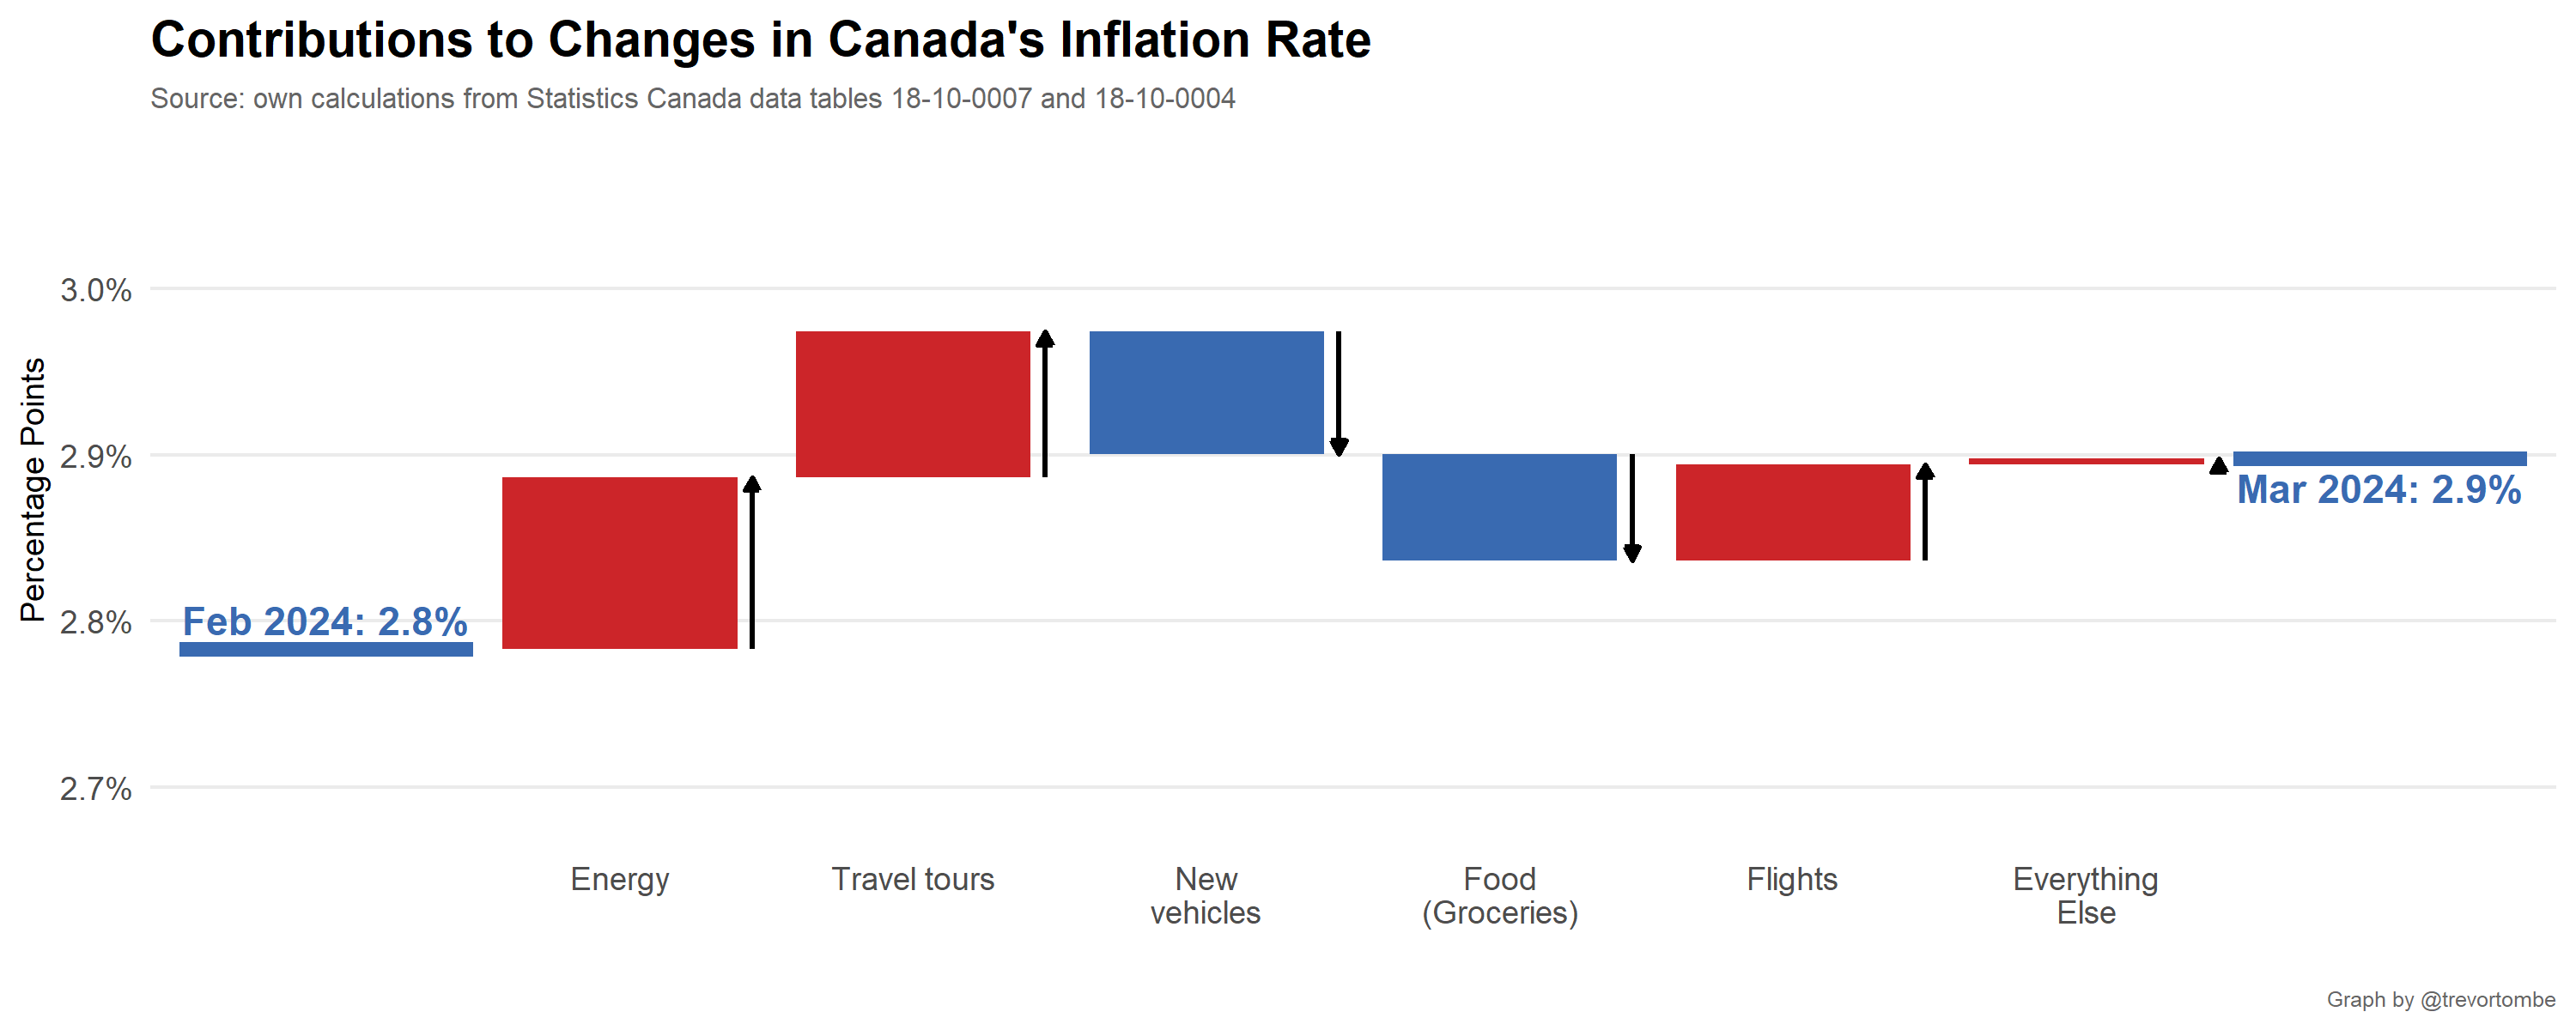 Contributions to Changes in Canada's Inflation Rate
Source: own calculations from Statistics Canada data tables 18-10-0007 and 18-10-0004
Percentage Points
3.0%
2.9%
2.8%
2.7%
Feb 2024: 2.8%
Mar 2024: 2.9%
Energy
Travel tours
New
vehicles
Food
(Groceries)
Flights
Everything
Else
Graph by @trevortombe